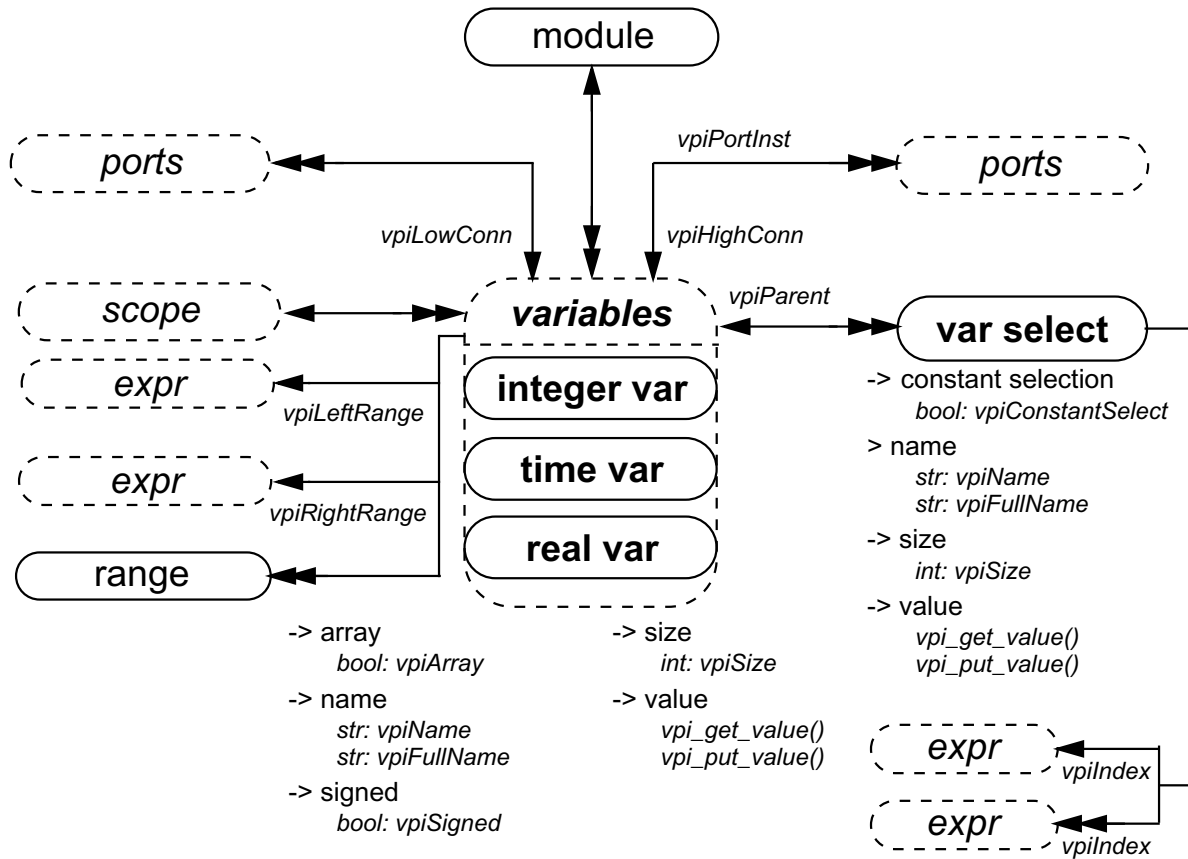 module
ports
vpiPortInst
ports
vpiLowConn
vpiHighConn
scope
variables
vpiParent
var select
expr
vpiLeftRange
integer var
-> constant selection
bool: vpiConstantSelect
> name
str: vpiName
str: vpiFullName
expr
vpiRightRange
time var
-> size
int: vpiSize
range
real var
-> value
vpi_get_value()
vpi_put_value()
-> array
bool: vpiArray
-> name
str: vpiName
str: vpiFullName
-> signed
bool: vpiSigned
-> size
int: vpiSize
-> value
vpi_get_value()
vpi_put_value()
expr
vpiIndex
expr
vpiIndex